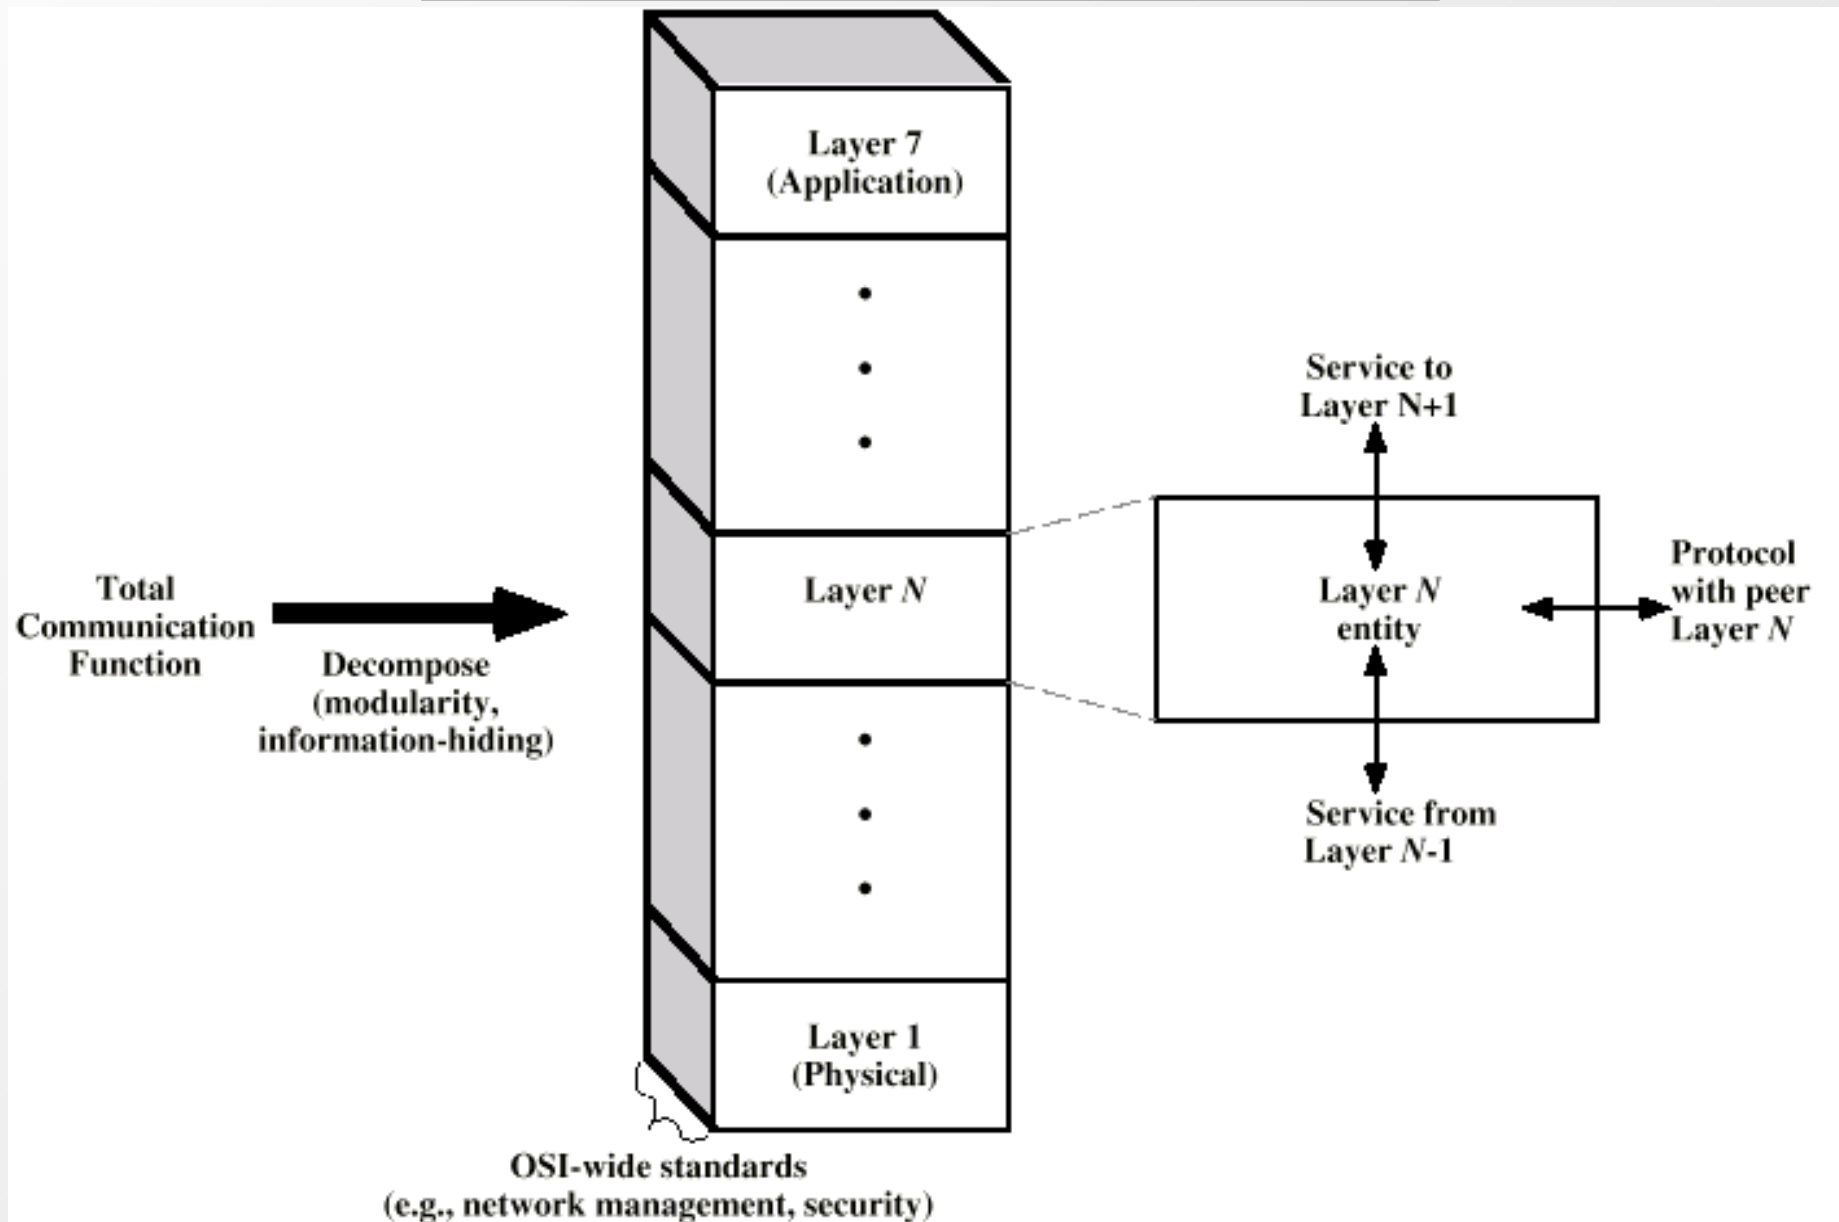 Layer 7
(Application)
Service to
Layer N+1
Total
Communication
Function
Decompose
(modularity,
information-hiding)
Layer N
Layer N
entity
Protocol
with peer
Layer N
Service from
Layer N-1
Layer 1
(Physical)
OSI-wide standards
(e.g., network management, security)